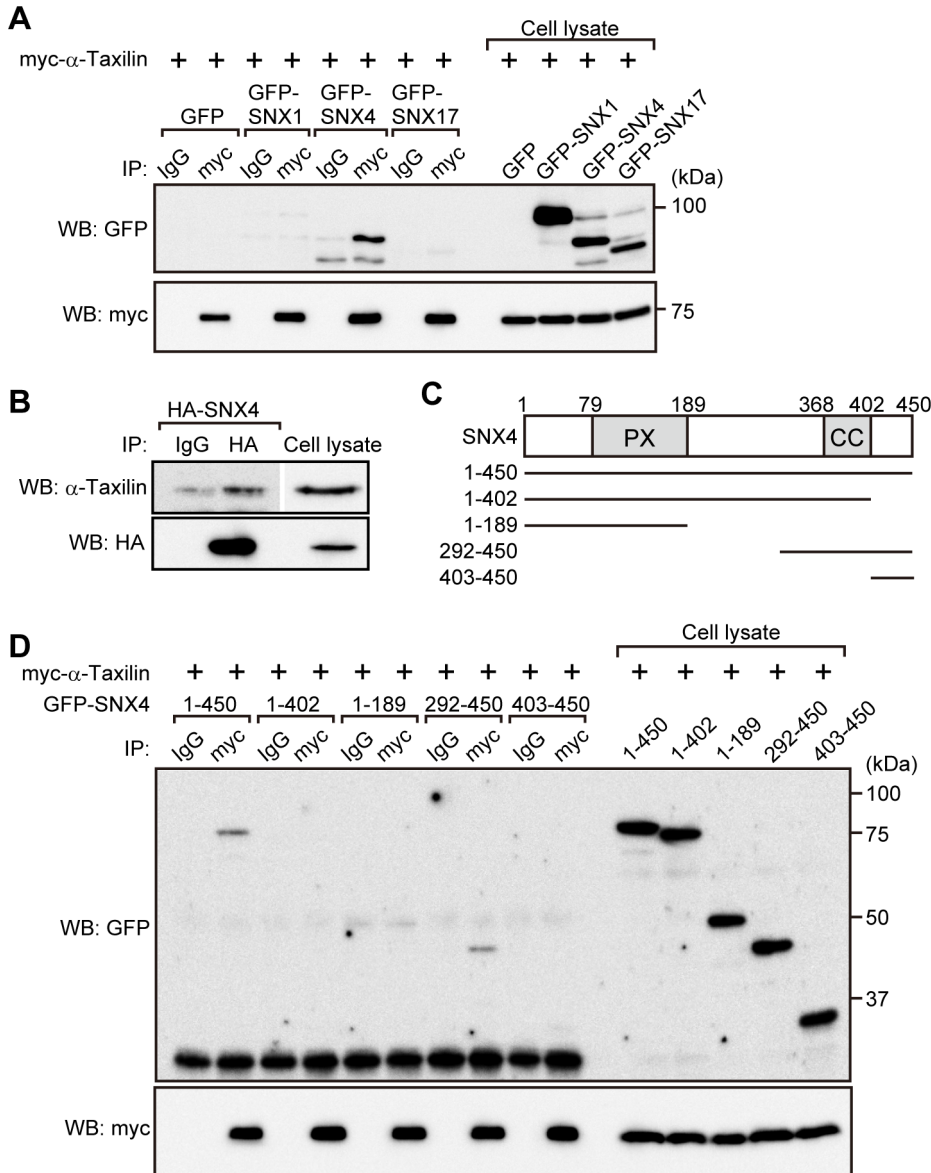 A
Cell lysate
myc-α-Taxilin + + + + + + + + + + + +
GFP GFP-SNX1 GFP-SNX4 GFP-SNX17
IP: IgG myc IgG myc IgG myc IgG myc GFP GFP-SNX1 GFP-SNX4 GFP-SNX17
(kDa)
WB: GFP 100
WB: myc 75
B
HA-SNX4
IP: IgG HA Cell lysate
WB: α-Taxilin
WB: HA
C
1 79 189 368 402 450
SNX4 PX CC
1-450
1-402
1-189
292-450
403-450
D
Cell lysate
myc-α-Taxilin + + + + + + + + + + + + + + +
GFP-SNX4 1-450 1-402 1-189 292-450 403-450
IP: IgG myc IgG myc IgG myc IgG myc IgG myc 1-450 1-402 1-189 292-450 403-450
(kDa)
100
75
50
WB: GFP
37
WB: myc